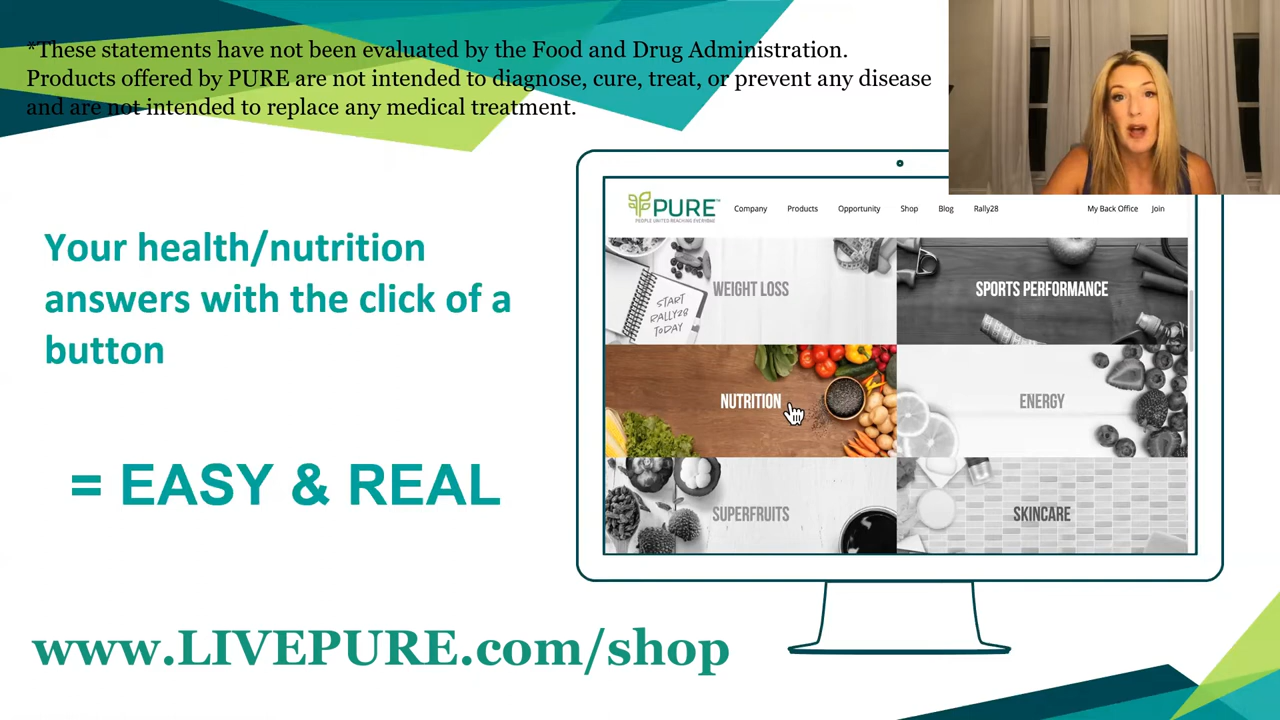 *These statements have not been evaluated by the Food and Drug Administration.
Products offered by PURE are not intended to diagnose, cure, treat, or prevent any disease
and are not intended to replace any medical treatment.
Your health/nutrition
answers with the click of a
button
= EASY & REAL
www.LIVEPURE.com/shop
PURE™
PEOPLE UNITED REACHING EVERYONE
Company Products Opportunity Shop Blog Rally28 My Back Office Join
WEIGHT LOSS
START
RALLY28
TODAY
SPORTS PERFORMANCE
NUTRITION
ENERGY
SUPERFRUITS
SKINCARE